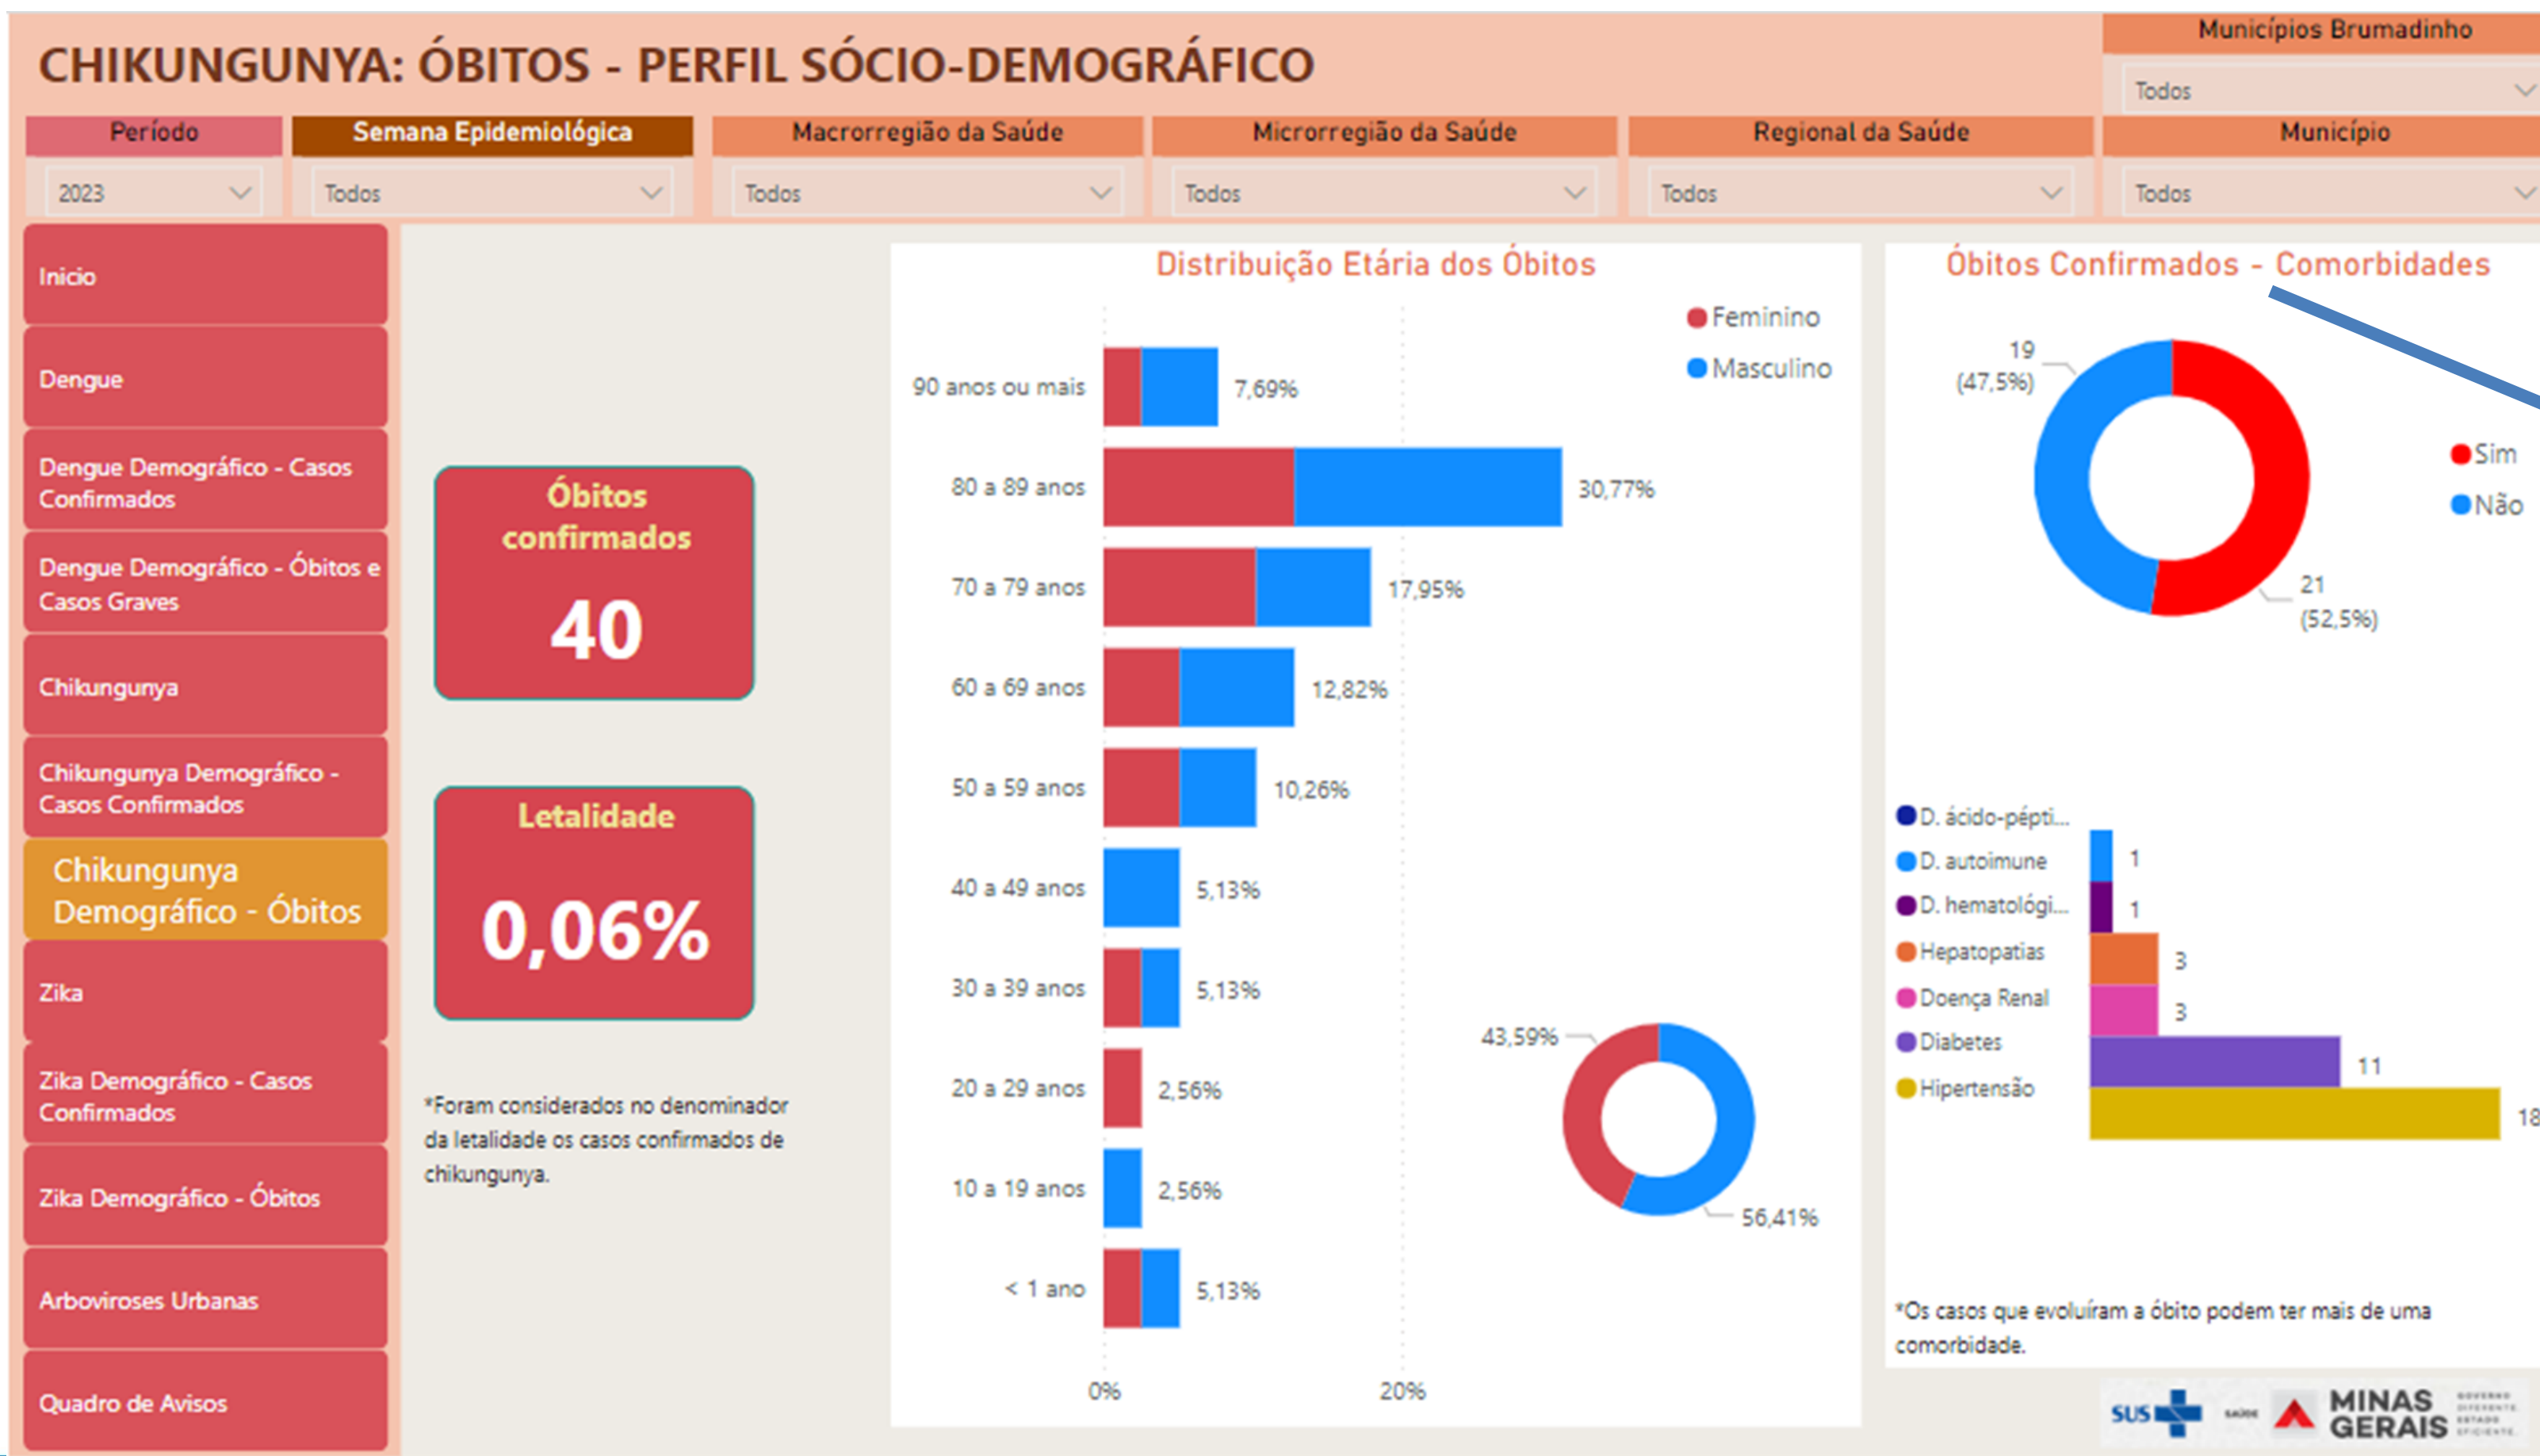 CHIKUNGUNYA: ÓBITOS - PERFIL SÓCIO-DEMOGRÁFICO
Municípios Brumadinho
Todos
Período
Semana Epidemiológica
Macrorregião da Saúde
Microrregião da Saúde
Regional da Saúde
Município
2023
Todos
Todos
Todos
Todos
Todos
Inicio
Dengue
Dengue Demográfico - Casos
Confirmados
Dengue Demográfico - Óbitos e
Casos Graves
Chikungunya
Chikungunya Demográfico -
Casos Confirmados
Chikungunya
Demográfico - Óbitos
Zika
Zika Demográfico - Casos
Confirmados
Zika Demográfico - Óbitos
Arboviroses Urbanas
Quadro de Avisos
Óbitos
confirmados
40
Letalidade
0,06%
*Foram considerados no denominador
da letalidade os casos confirmados de
chikungunya.
Distribuição Etária dos Óbitos
Feminino
Masculino
90 anos ou mais 7,69%
80 a 89 anos 30,77%
70 a 79 anos 17,95%
60 a 69 anos 12,82%
50 a 59 anos 10,26%
40 a 49 anos 5,13%
30 a 39 anos 5,13%
20 a 29 anos 2,56%
10 a 19 anos 2,56%
< 1 ano 5,13%
0% 20%
43,59%
56,41%
Óbitos Confirmados - Comorbidades
19
(47,5%)
Sim
Não
21
(52,5%)
D. ácido-pépti...
D. autoimune
D. hematológi...
Hepatopatias
Doença Renal
Diabetes
Hipertensão
1
1
3
3
11
18
*Os casos que evoluíram a óbito podem ter mais de uma
comorbidade.
SUS
SAÚDE
MINAS
GERAIS
GOVERNO
DIFERENTE.
ESTADO
EFICIENTE.